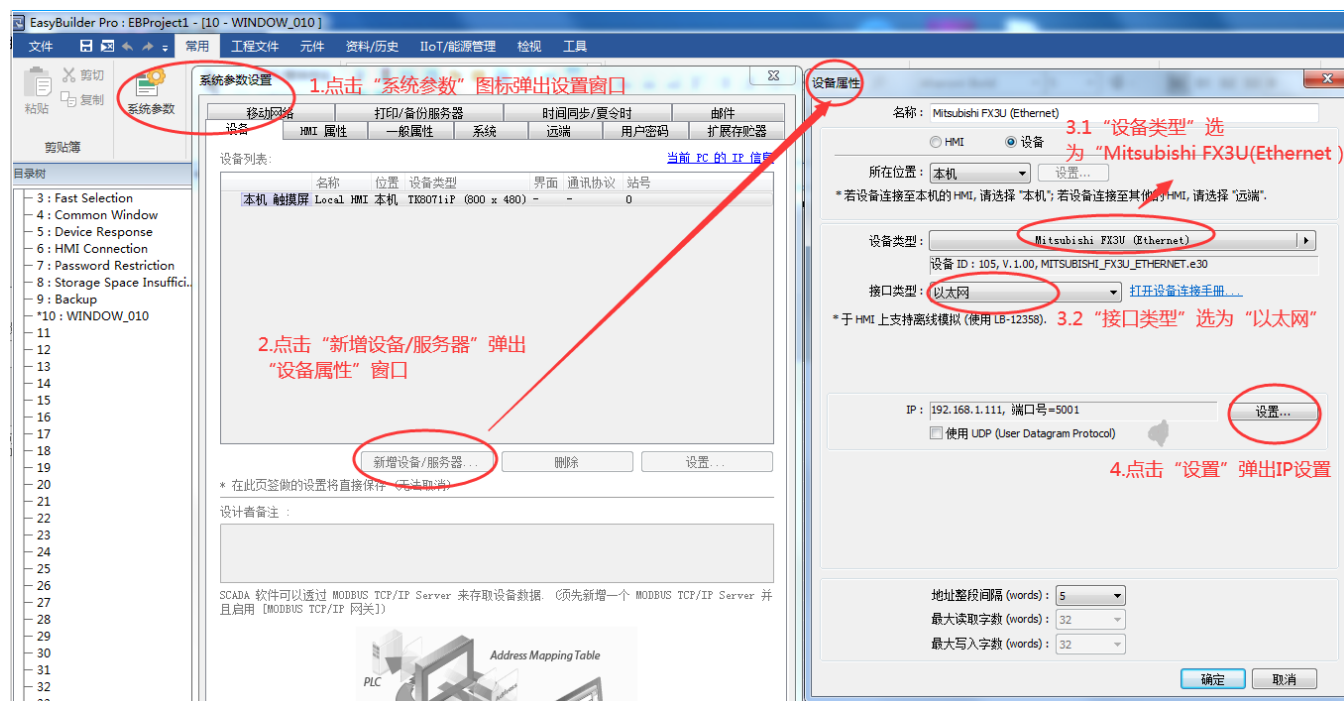 EasyBuilder Pro : EBProject1 - [10 - WINDOW_010 ]
文件 常用 工程文件 元件 资料/历史 IIoT/能源管理 检视 工具
粘贴 剪切 复制
系统参数
剪贴簿
目录树
3 : Fast Selection
4 : Common Window
5 : Device Response
6 : HMI Connection
7 : Password Restriction
8 : Storage Space Insuffici...
9 : Backup
*10 : WINDOW_010
11
12
13
14
15
16
17
18
19
20
21
22
23
24
25
26
27
28
29
30
31
32
系统参数设置
1.点击“系统参数”图标弹出设置窗口
移动网络 打印/备份服务器 时间同步/夏令时 邮件
设备 HMI 属性 一般属性 系统 远端 用户密码 扩展存贮器
设备列表:
当前 PC 的 IP 信息
名称 位置 设备类型 界面 通讯协议 站号
本机 触摸屏 Local HMI 本机 TK8071iP (800 x 480) - - 0
2.点击“新增设备/服务器”弹出
“设备属性”窗口
新增设备/服务器... 删除 设置...
* 在此页签做的设置将直接保存 (无法取消)
设计者备注 :
SCADA 软件可以透过 MODBUS TCP/IP Server 来存取设备数据. (须先新增一个 MODBUS TCP/IP Server 并
且启用 [MODBUS TCP/IP 网关])
Address Mapping Table
PLC
设备属性
名称 : Mitsubishi FX3U (Ethernet)
HMI 设备
3.1“设备类型”选
为“Mitsubishi FX3U(Ethernet )
所在位置 : 本机 设置...
* 若设备连接至本机的 HMI, 请选择 "本机"; 若设备连接至其他的 HMI, 请选择 "远端".
设备类型 : Mitsubishi FX3U (Ethernet)
设备 ID : 105, V.1.00, MITSUBISHI_FX3U_ETHERNET.e30
接口类型 : 以太网 打开设备连接手册...
* 于 HMI 上支持离线模拟 (使用 LB-12358).
3.2“接口类型”选为“以太网”
IP : 192.168.1.111, 端口号=5001 设置...
使用 UDP (User Datagram Protocol)
4.点击“设置”弹出IP设置
地址整段间隔 (words) : 5
最大读取字数 (words) : 32
最大写入字数 (words) : 32
确定 取消